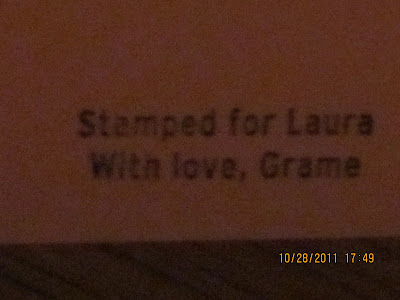 Stamped for Laura
With love, Grame
10/28/2011 17:49